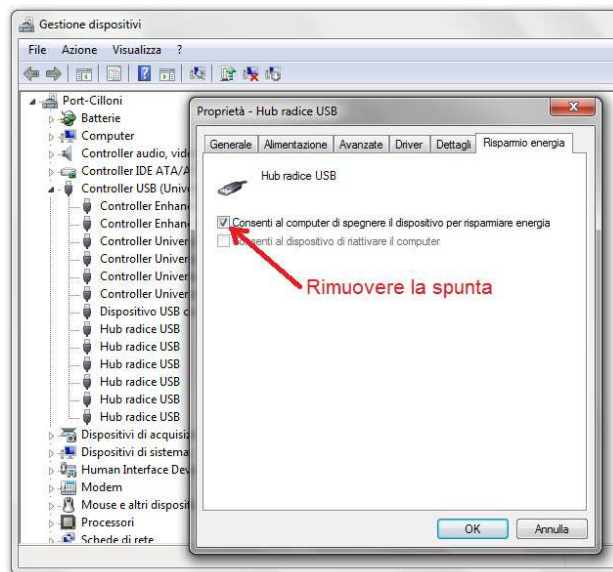 Gestione dispositivi
File Azione Visualizza ?
Port-Cilloni
Batterie
Computer
Controller audio, vide
Controller IDE ATA/A
Controller USB (Unive
Controller Enhan
Controller Enhan
Controller Univer
Controller Univer
Controller Univer
Controller Univer
Dispositivo USB c
Hub radice USB
Hub radice USB
Hub radice USB
Hub radice USB
Hub radice USB
Hub radice USB
Dispositivi di acquisiz
Dispositivi di sistema
Human Interface Dev
Modem
Mouse e altri disposit
Processori
Schede di rete
Proprietà - Hub radice USB
Generale Alimentazione Avanzate Driver Dettagli Risparmio energia
Hub radice USB
Consenti al computer di spegnere il dispositivo per risparmiare energia
Consenti al dispositivo di riattivare il computer
Rimuovere la spunta
OK Annulla